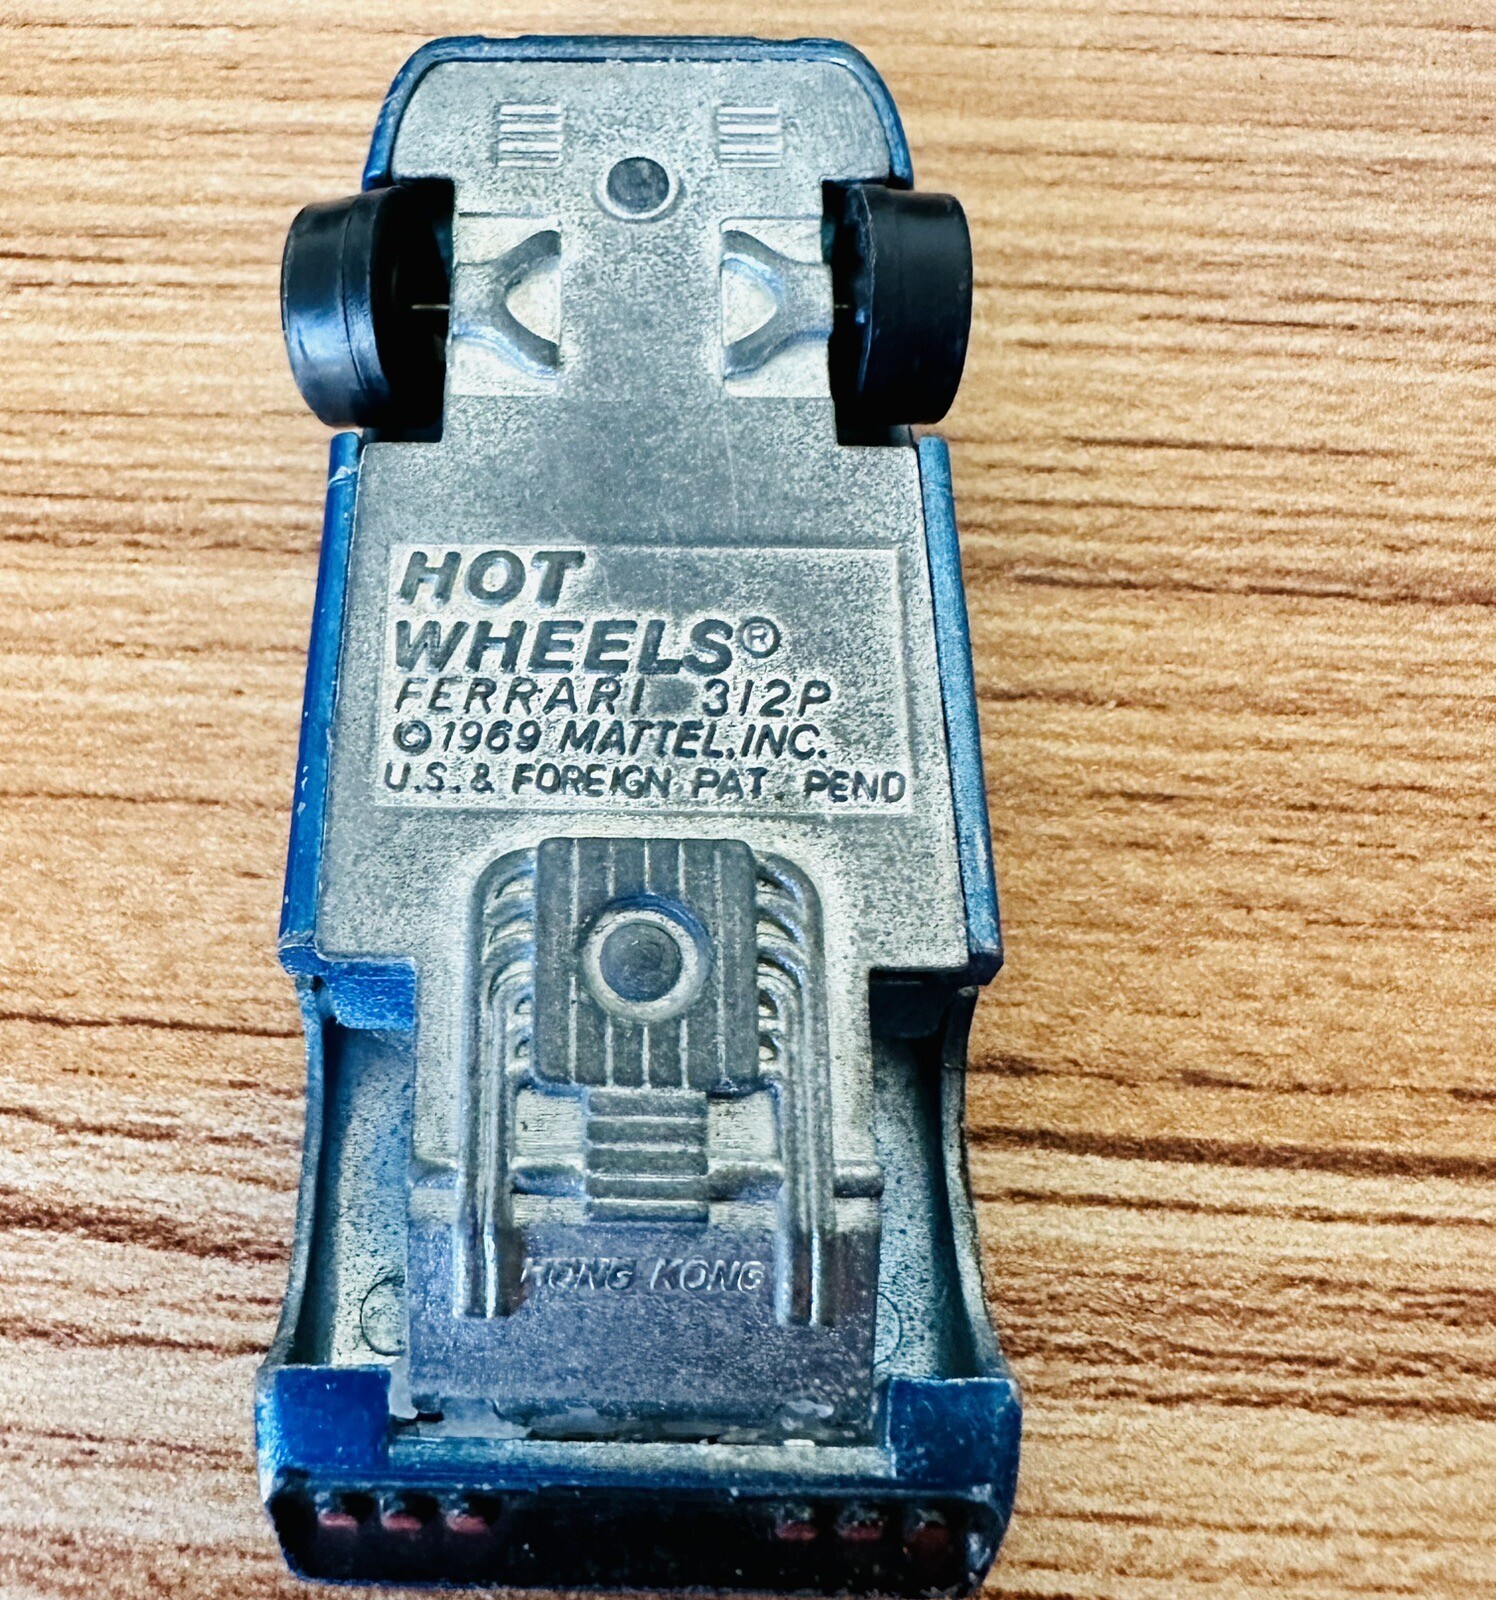 HOT
WHEELS®
FERRARI 312P
©1969 MATTEL, INC.
U.S. & FOREIGN PAT. PEND
HONG KONG